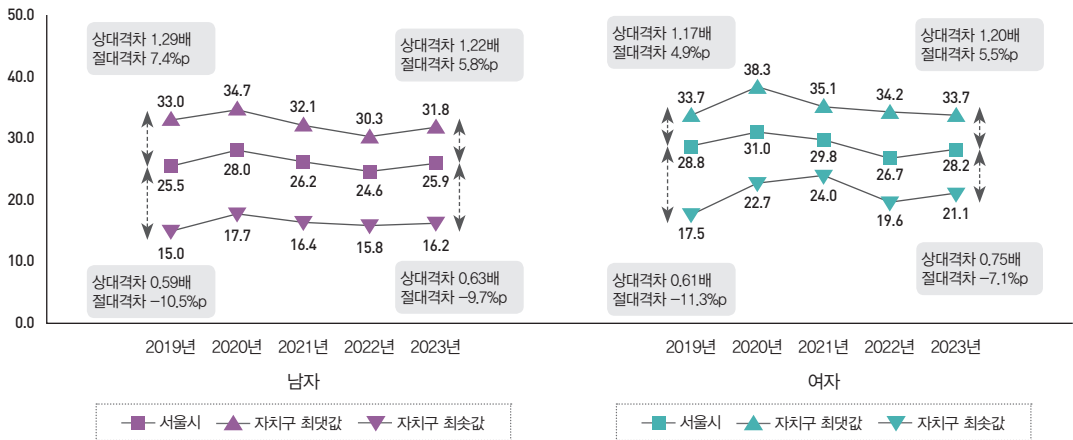 50.0
40.0
30.0
20.0
10.0
0.0
상대격차 1.29배
절대격차 7.4%p
상대격차 1.22배
절대격차 5.8%p
33.0
34.7
32.1
30.3
31.8
25.5
28.0
26.2
24.6
25.9
15.0
17.7
16.4
15.8
16.2
상대격차 0.59배
절대격차 -10.5%p
상대격차 0.63배
절대격차 -9.7%p
2019년 2020년 2021년 2022년 2023년
남자
서울시 자치구 최댓값 자치구 최솟값
상대격차 1.17배
절대격차 4.9%p
상대격차 1.20배
절대격차 5.5%p
33.7
38.3
35.1
34.2
33.7
28.8
31.0
29.8
26.7
28.2
17.5
22.7
24.0
19.6
21.1
상대격차 0.61배
절대격차 -11.3%p
상대격차 0.75배
절대격차 -7.1%p
2019년 2020년 2021년 2022년 2023년
여자
서울시 자치구 최댓값 자치구 최솟값